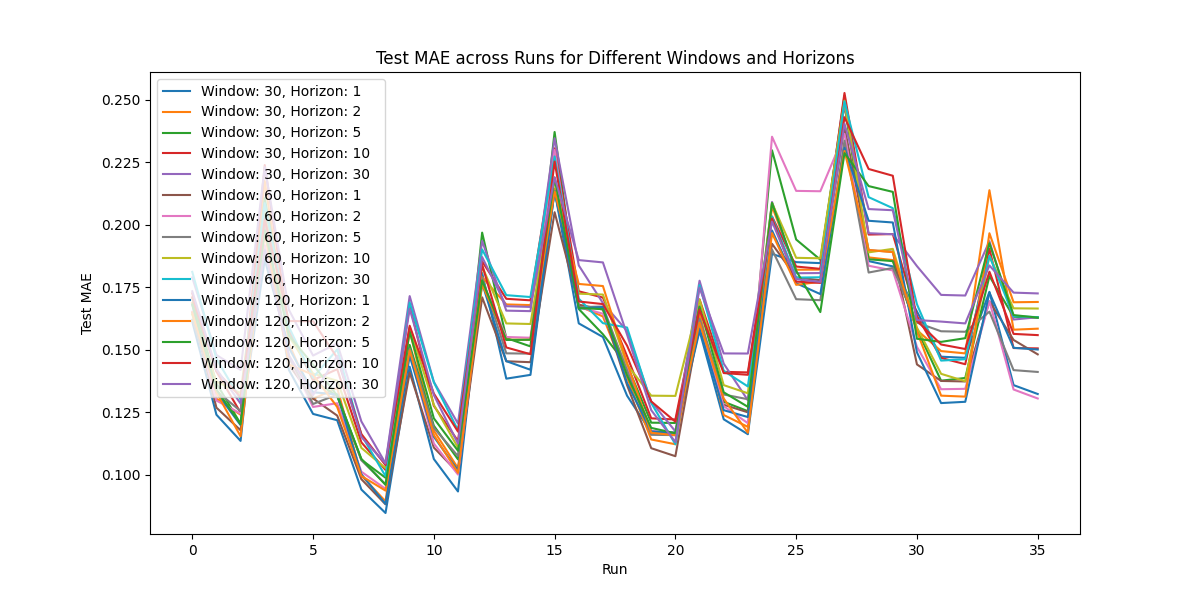 Test MAE across Runs for Different Windows and Horizons
Window: 30, Horizon: 1
Window: 30, Horizon: 2
Window: 30, Horizon: 5
Window: 30, Horizon: 10
Window: 30, Horizon: 30
Window: 60, Horizon: 1
Window: 60, Horizon: 2
Window: 60, Horizon: 5
Window: 60, Horizon: 10
Window: 60, Horizon: 30
Window: 120, Horizon: 1
Window: 120, Horizon: 2
Window: 120, Horizon: 5
Window: 120, Horizon: 10
Window: 120, Horizon: 30
Test MAE
0.250
0.225
0.200
0.175
0.150
0.125
0.100
0 5 10 15 20 25 30 35
Run